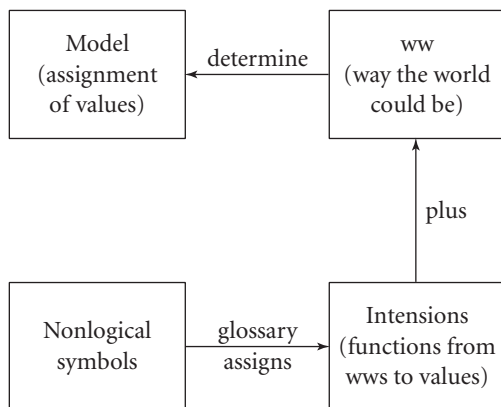 Model
(assignment
of values)
determine
ww
(way the world
could be)
plus
Nonlogical
symbols
glossary
assigns
Intensions
(functions from
wws to values)